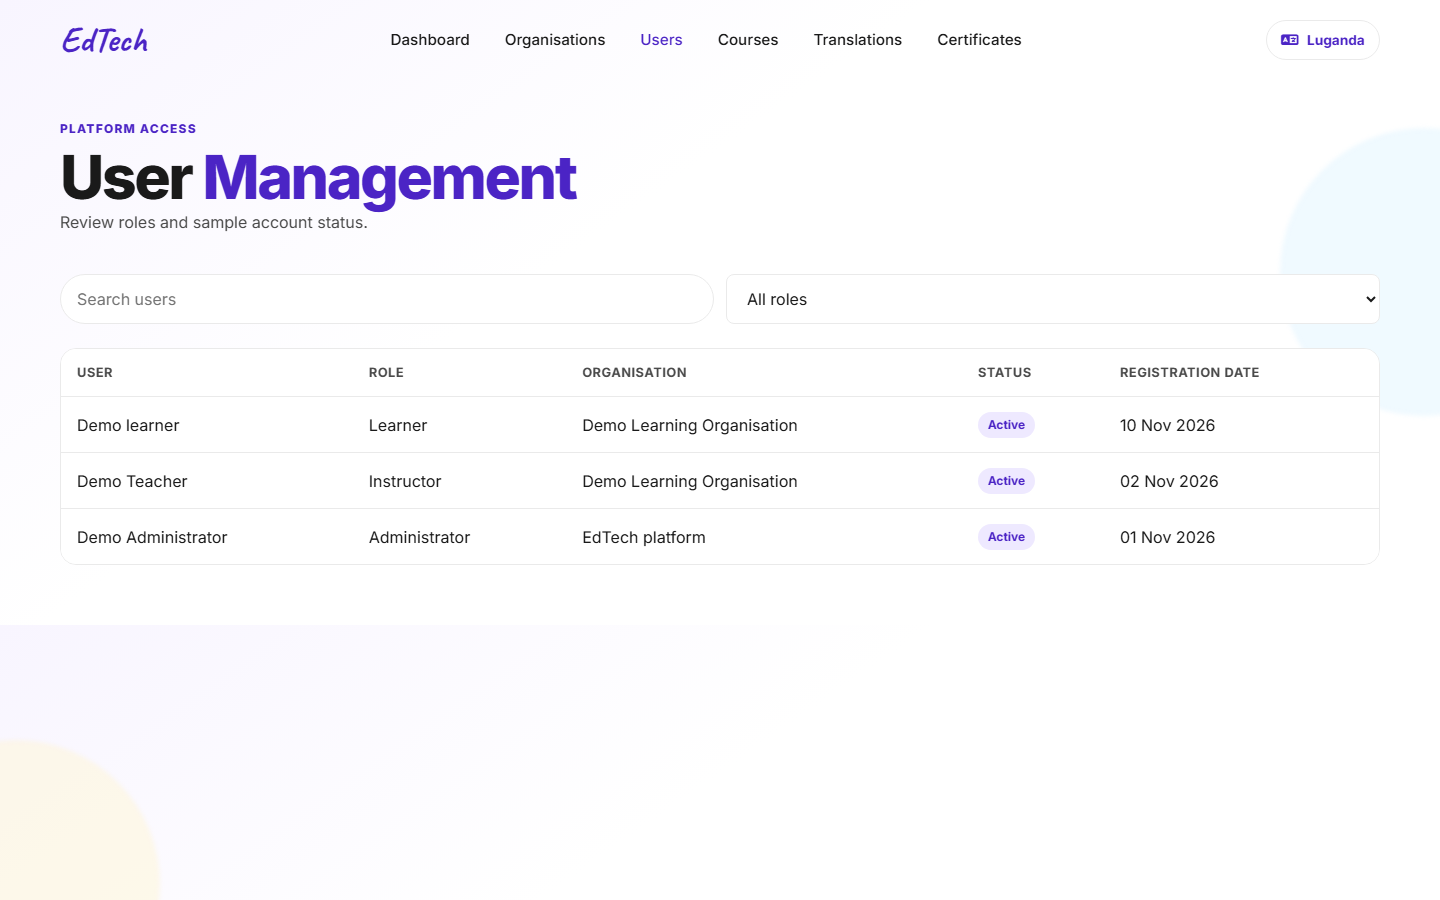 EdTech
Dashboard Organisations Users Courses Translations Certificates
Luganda
PLATFORM ACCESS
User Management
Review roles and sample account status.
Search users
All roles
USER ROLE ORGANISATION STATUS REGISTRATION DATE
Demo learner Learner Demo Learning Organisation Active 10 Nov 2026
Demo Teacher Instructor Demo Learning Organisation Active 02 Nov 2026
Demo Administrator Administrator EdTech platform Active 01 Nov 2026